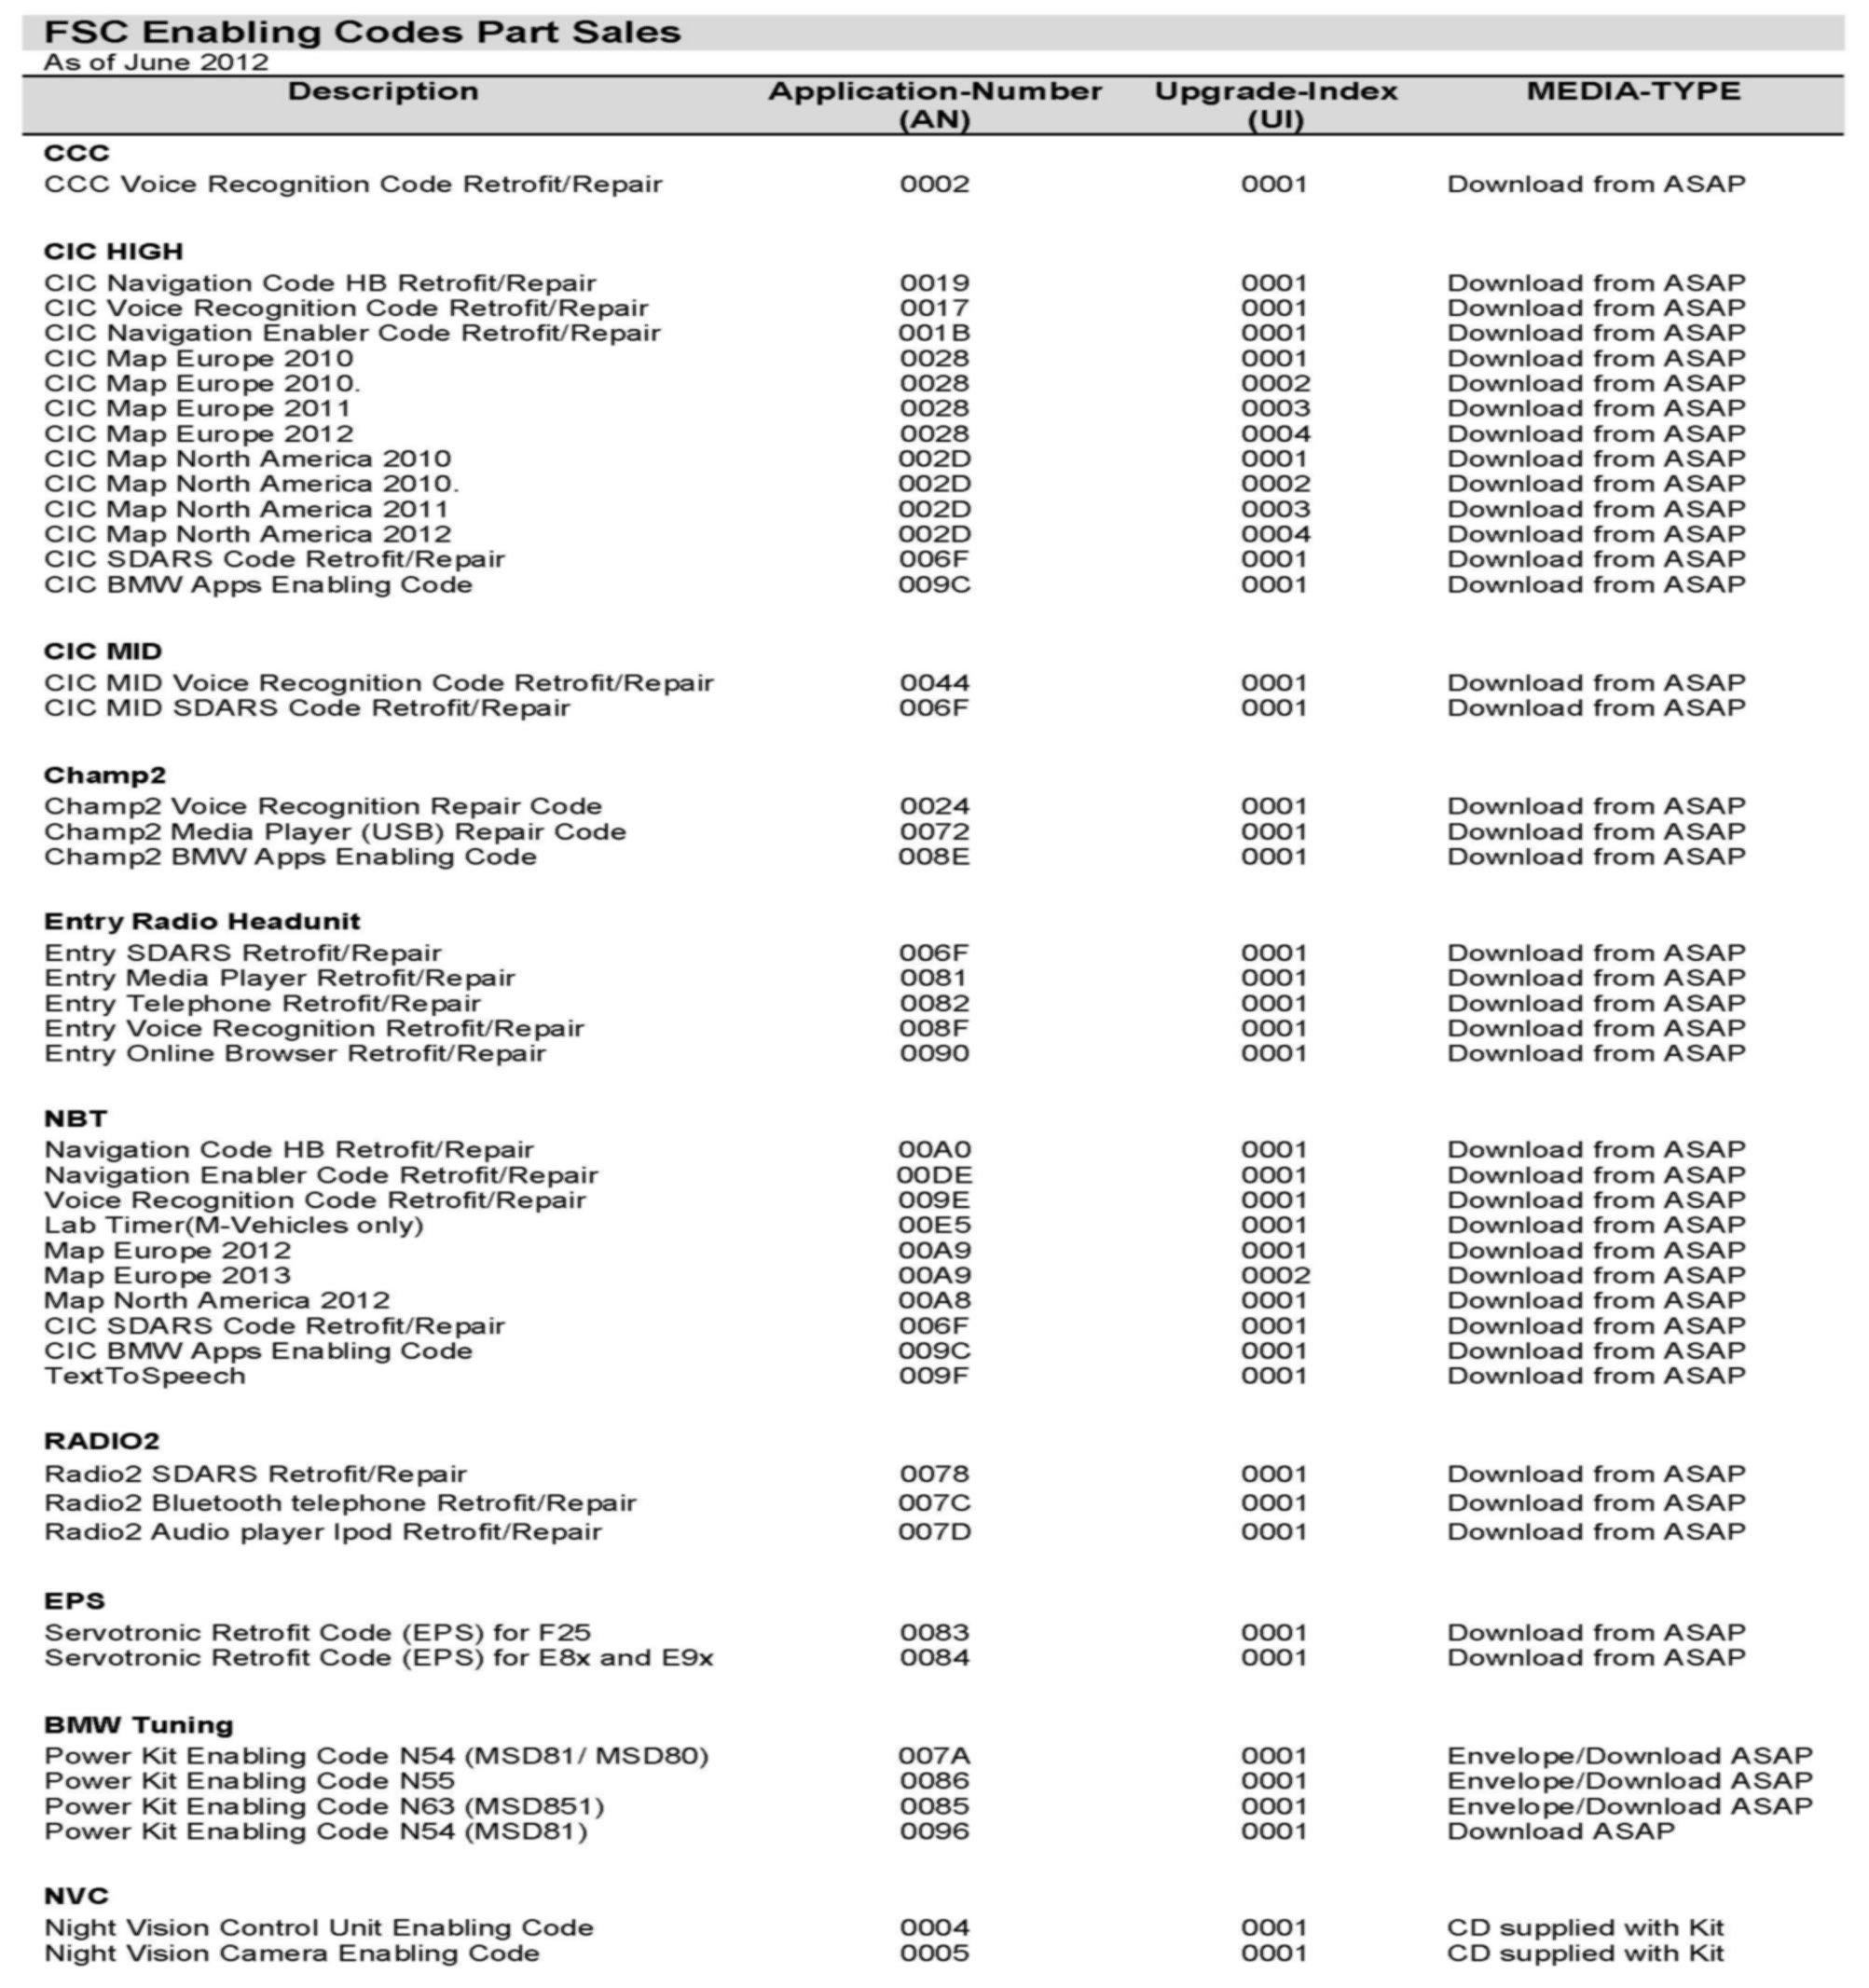 FSC Enabling Codes Part Sales
As of June 2012
Description Application-Number Upgrade-Index MEDIA-TYPE
(AN) (UI)
CCC
CCC Voice Recognition Code Retrofit/Repair 0002 0001 Download from ASAP
CIC HIGH
CIC Navigation Code HB Retrofit/Repair 0019 0001 Download from ASAP
CIC Voice Recognition Code Retrofit/Repair 0017 0001 Download from ASAP
CIC Navigation Enabler Code Retrofit/Repair 001B 0001 Download from ASAP
CIC Map Europe 2010 0028 0001 Download from ASAP
CIC Map Europe 2010. 0028 0002 Download from ASAP
CIC Map Europe 2011 0028 0003 Download from ASAP
CIC Map Europe 2012 0028 0004 Download from ASAP
CIC Map North America 2010 002D 0001 Download from ASAP
CIC Map North America 2010. 002D 0002 Download from ASAP
CIC Map North America 2011 002D 0003 Download from ASAP
CIC Map North America 2012 002D 0004 Download from ASAP
CIC SDARS Code Retrofit/Repair 006F 0001 Download from ASAP
CIC BMW Apps Enabling Code 009C 0001 Download from ASAP
CIC MID
CIC MID Voice Recognition Code Retrofit/Repair 0044 0001 Download from ASAP
CIC MID SDARS Code Retrofit/Repair 006F 0001 Download from ASAP
Champ2
Champ2 Voice Recognition Repair Code 0024 0001 Download from ASAP
Champ2 Media Player (USB) Repair Code 0072 0001 Download from ASAP
Champ2 BMW Apps Enabling Code 008E 0001 Download from ASAP
Entry Radio Headunit
Entry SDARS Retrofit/Repair 006F 0001 Download from ASAP
Entry Media Player Retrofit/Repair 0081 0001 Download from ASAP
Entry Telephone Retrofit/Repair 0082 0001 Download from ASAP
Entry Voice Recognition Retrofit/Repair 008F 0001 Download from ASAP
Entry Online Browser Retrofit/Repair 0090 0001 Download from ASAP
NBT
Navigation Code HB Retrofit/Repair 00A0 0001 Download from ASAP
Navigation Enabler Code Retrofit/Repair 00DE 0001 Download from ASAP
Voice Recognition Code Retrofit/Repair 009E 0001 Download from ASAP
Lab Timer(M-Vehicles only) 00E5 0001 Download from ASAP
Map Europe 2012 00A9 0001 Download from ASAP
Map Europe 2013 00A9 0002 Download from ASAP
Map North America 2012 00A8 0001 Download from ASAP
CIC SDARS Code Retrofit/Repair 006F 0001 Download from ASAP
CIC BMW Apps Enabling Code 009C 0001 Download from ASAP
TextToSpeech 009F 0001 Download from ASAP
RADIO2
Radio2 SDARS Retrofit/Repair 0078 0001 Download from ASAP
Radio2 Bluetooth telephone Retrofit/Repair 007C 0001 Download from ASAP
Radio2 Audio player Ipod Retrofit/Repair 007D 0001 Download from ASAP
EPS
Servotronic Retrofit Code (EPS) for F25 0083 0001 Download from ASAP
Servotronic Retrofit Code (EPS) for E8x and E9x 0084 0001 Download from ASAP
BMW Tuning
Power Kit Enabling Code N54 (MSD81/ MSD80) 007A 0001 Envelope/Download ASAP
Power Kit Enabling Code N55 0086 0001 Envelope/Download ASAP
Power Kit Enabling Code N63 (MSD851) 0085 0001 Envelope/Download ASAP
Power Kit Enabling Code N54 (MSD81) 0096 0001 Download ASAP
NVC
Night Vision Control Unit Enabling Code 0004 0001 CD supplied with Kit
Night Vision Camera Enabling Code 0005 0001 CD supplied with Kit